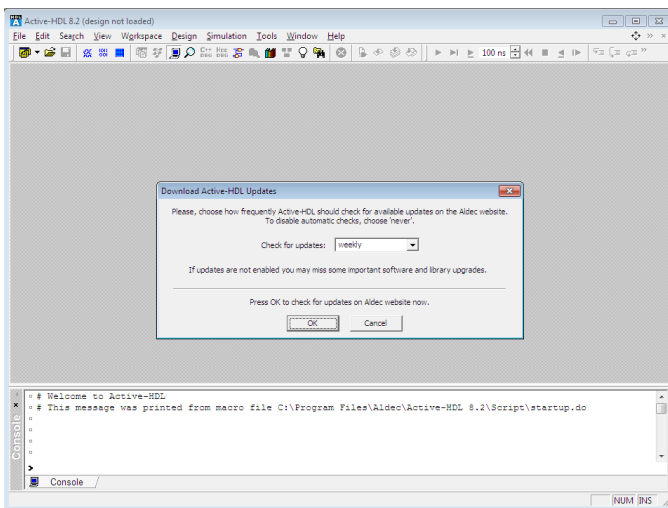 Active-HDL 8.2 (design not loaded)
File Edit Search View Workspace Design Simulation Tools Window Help
100 ns
Download Active-HDL Updates
Please, choose how frequently Active-HDL should check for available updates on the Aldec website.
To disable automatic checks, choose 'never'.
Check for updates: weekly
If updates are not enabled you may miss some important software and library upgrades.
Press OK to check for updates on Aldec website now.
OK Cancel
# Welcome to Active-HDL
# This message was printed from macro file C:\Program Files\Aldec\Active-HDL 8.2\Script\startup.do
>
Console
Console
NUM INS